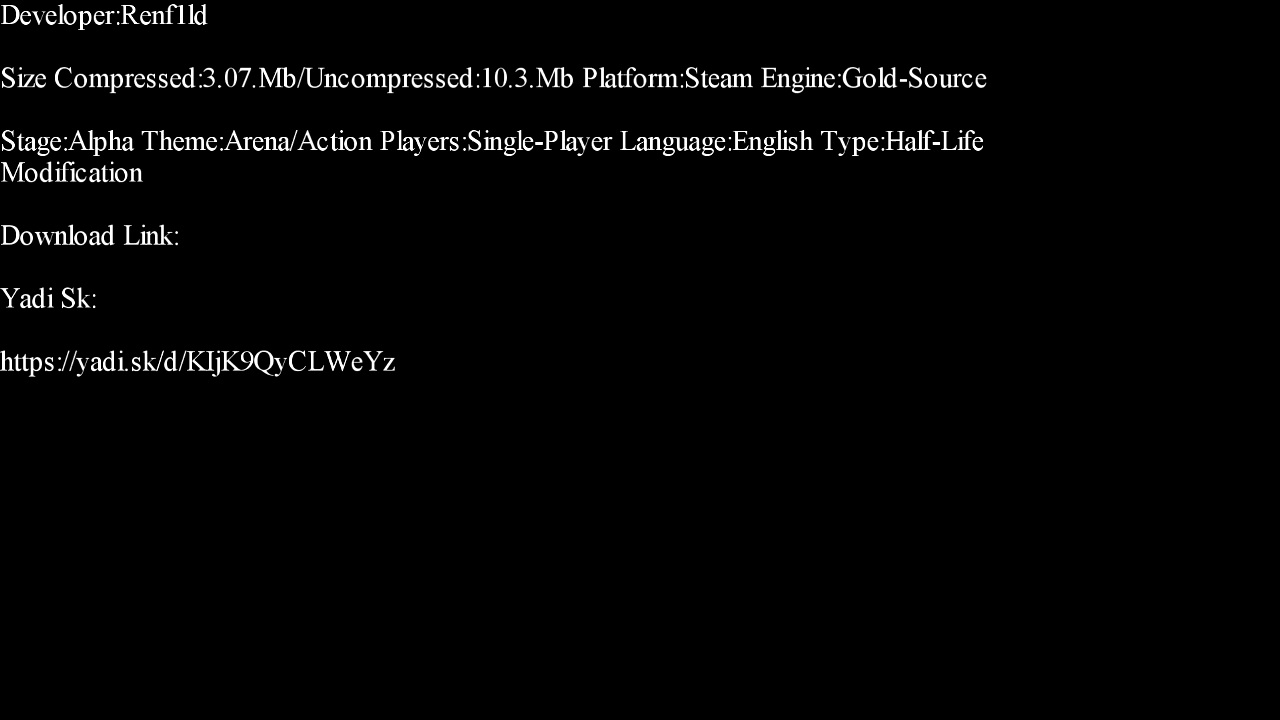 Developer:Renf1ld
Size Compressed:3.07.Mb/Uncompressed:10.3.Mb Platform:Steam Engine:Gold-Source
Stage:Alpha Theme:Arena/Action Players:Single-Player Language:English Type:Half-Life
Modification
Download Link:
Yadi Sk:
https://yadi.sk/d/KIjK9QyCLWeYz